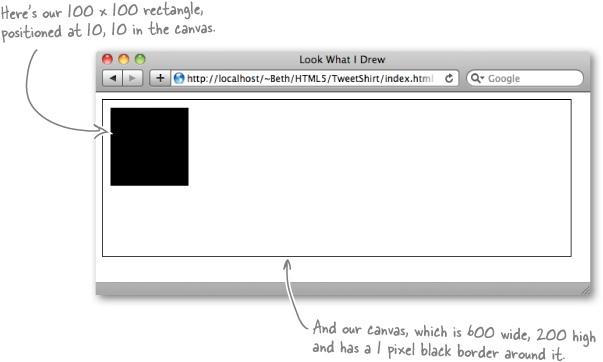 Here's our 100 x 100 rectangle,
positioned at 10, 10 in the canvas.
Look What I Drew
http://localhost/~Beth/HTML5/TweetShirt/index.html
Google
And our canvas, which is 600 wide, 200 high
and has a 1 pixel black border around it.